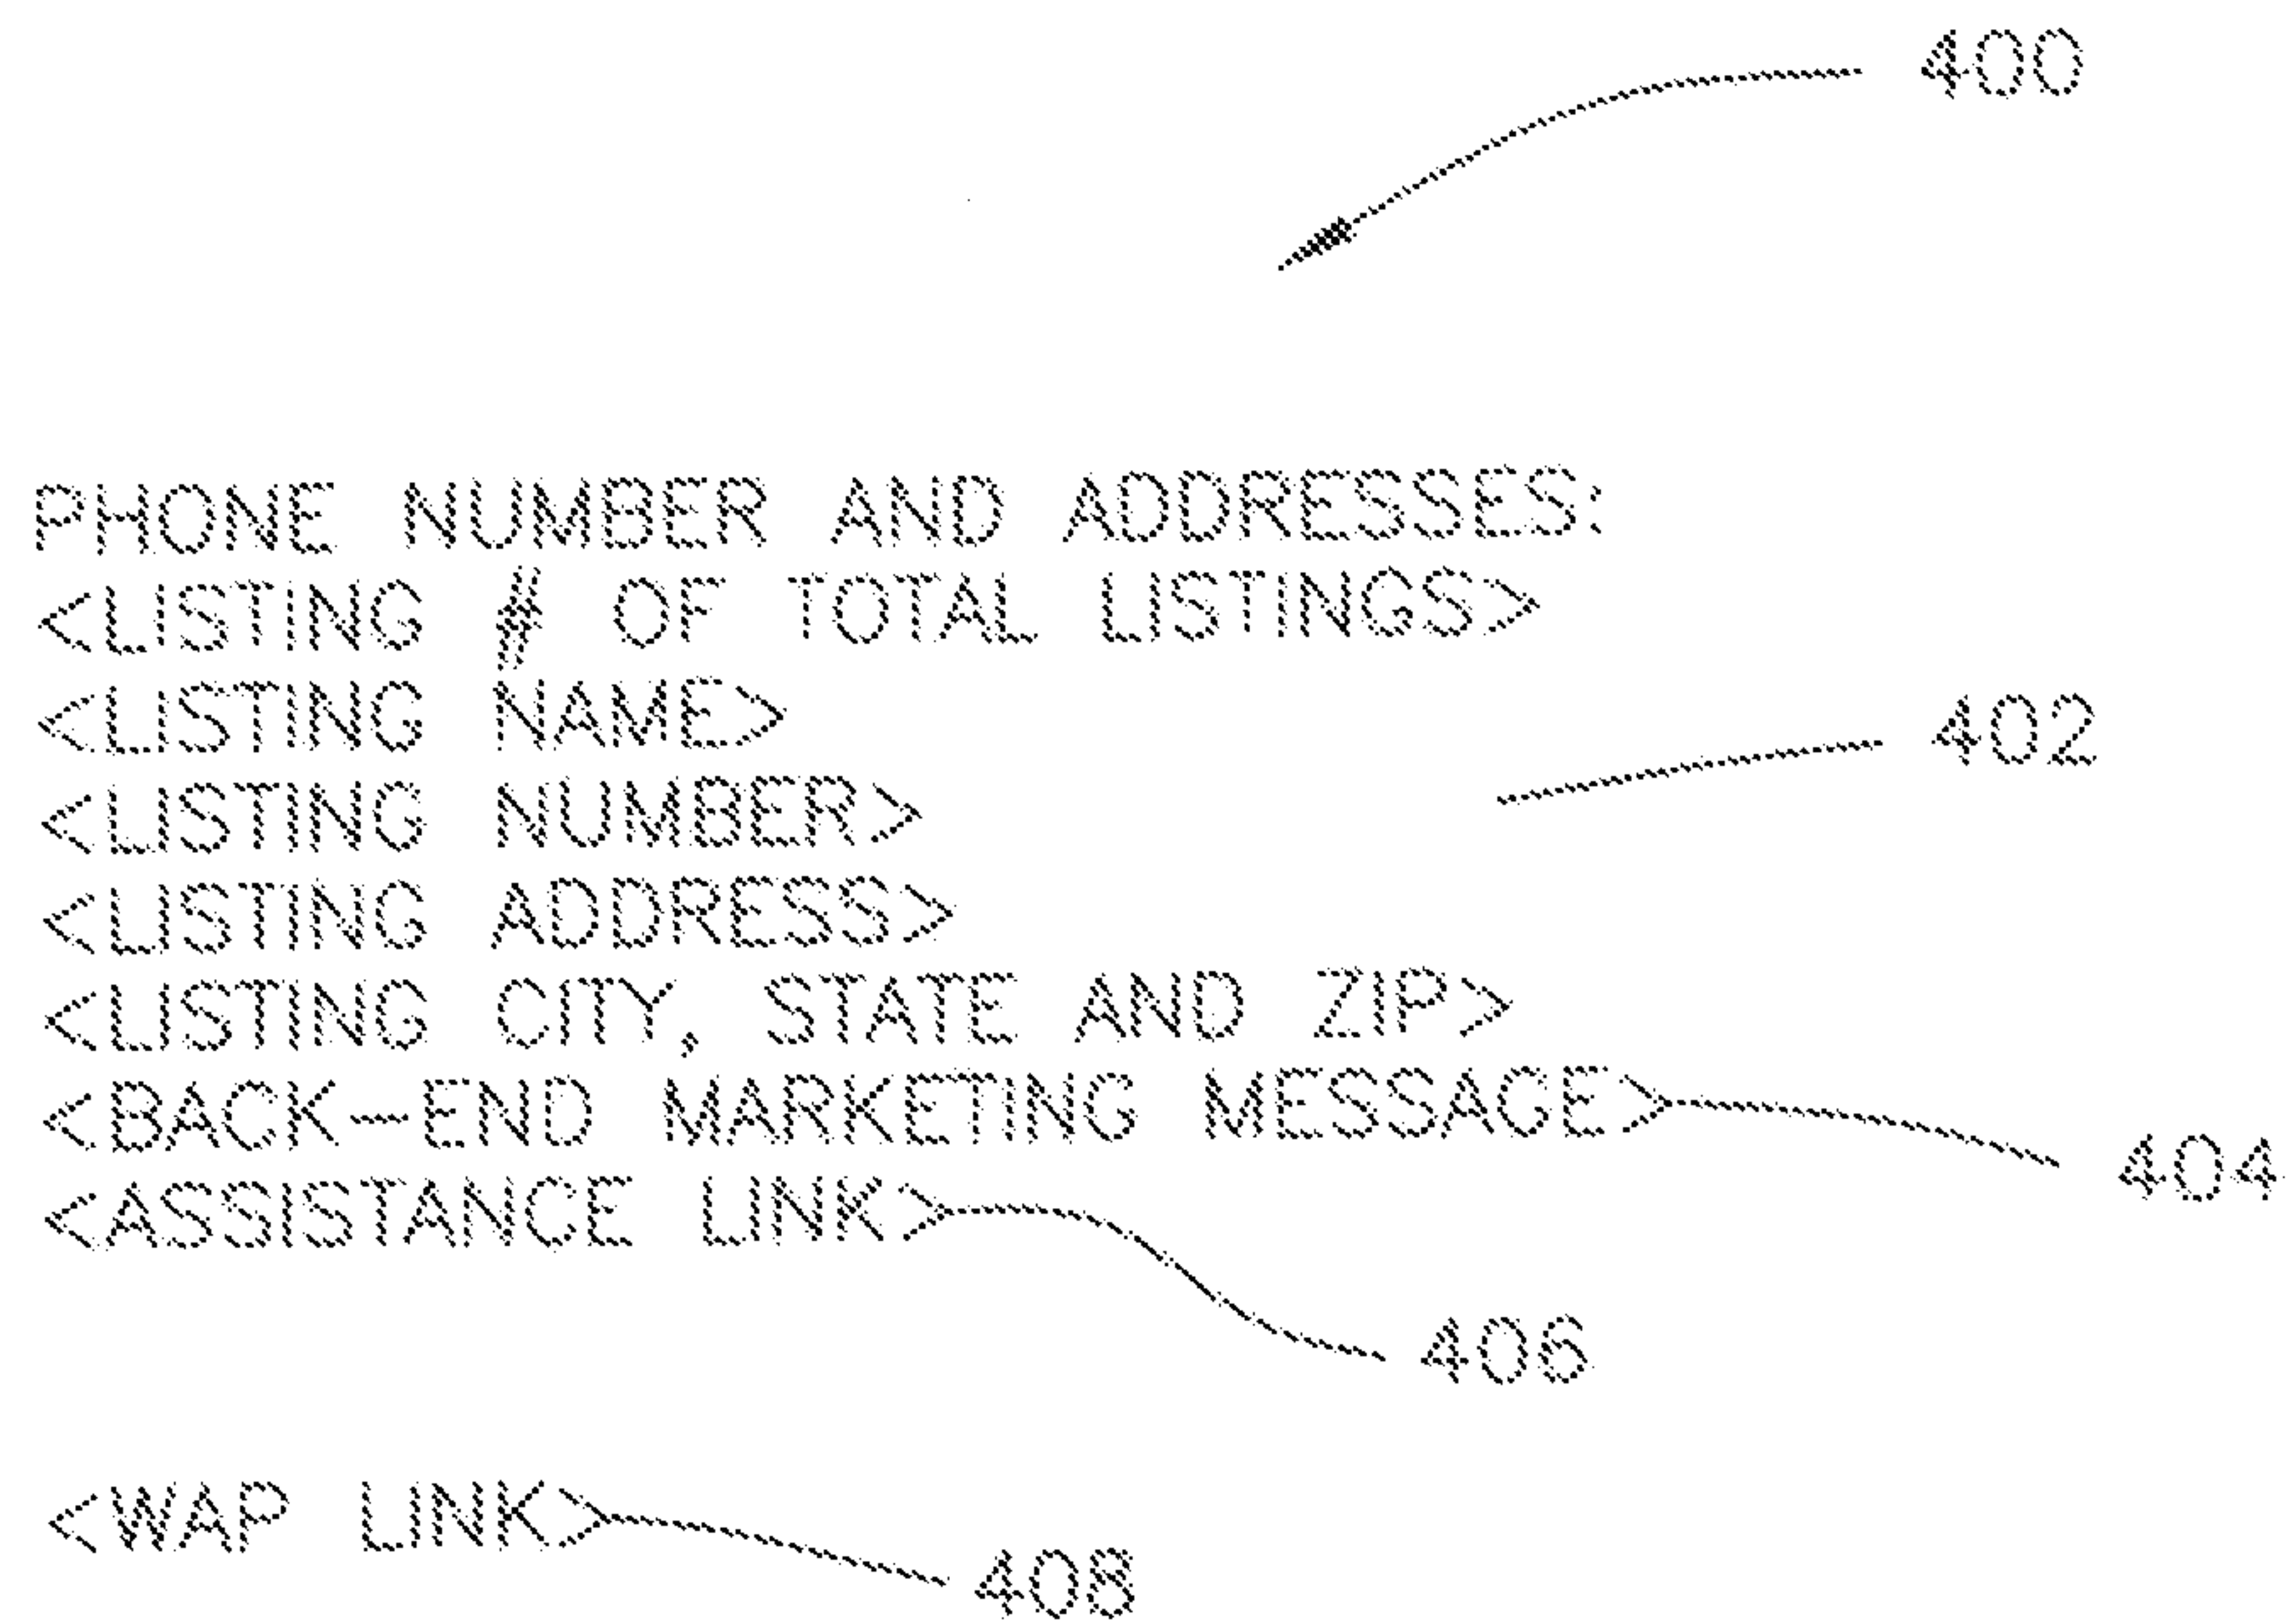 400
PHONE NUMBER AND ADDRESSES:
<LISTING # OF TOTAL LISTINGS>
<LISTING NAME>
402
<LISTING NUMBER>
<LISTING ADDRESS>
<LISTING CITY, STATE AND ZIP>
<BACK-END MARKETING MESSAGE>
404
<ASSISTANCE LINK>
406
<WAP LINK>
408